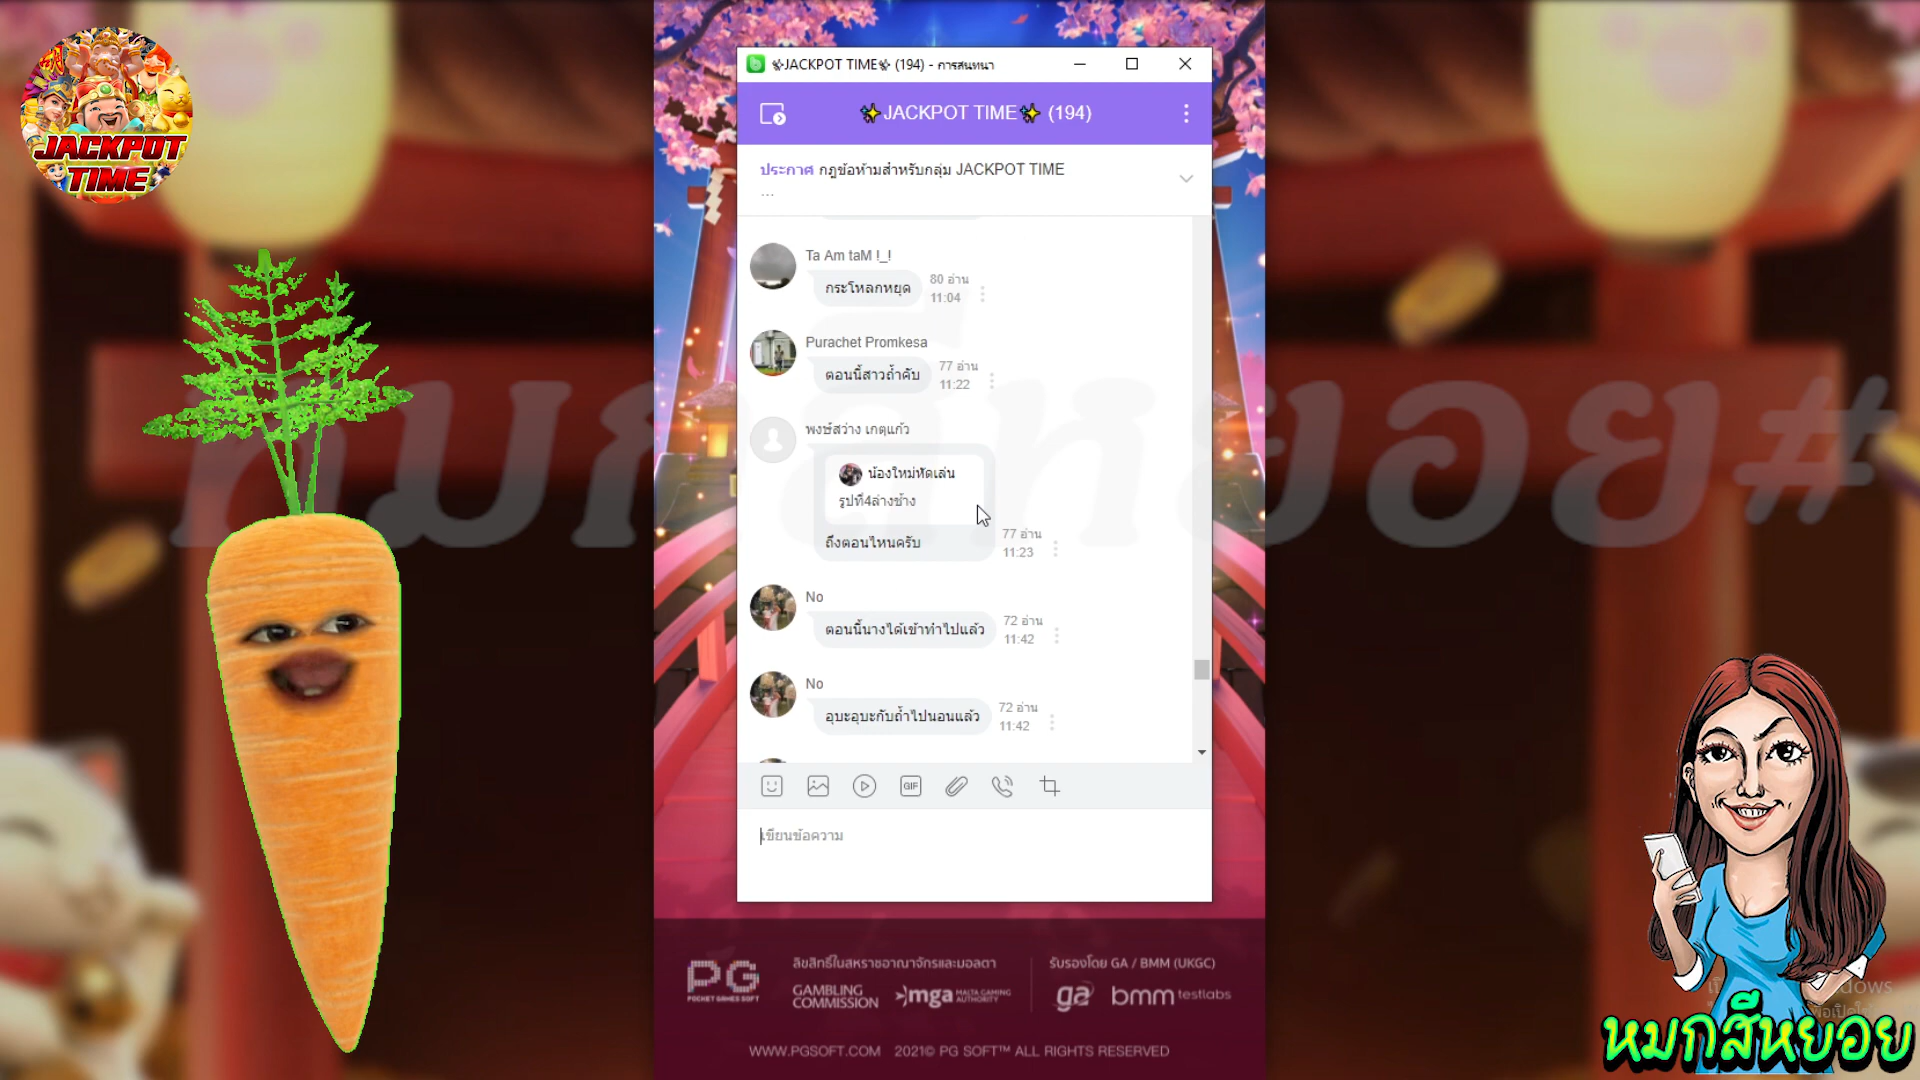 JACKPOT
TIME
JACKPOT TIME (194) - การสนทนา
✨JACKPOT TIME✨ (194)
ประกาศ กฎข้อห้ามสำหรับกลุ่ม JACKPOT TIME
...
Ta Am taM !_!
กระโหลกหยุด
80 อ่าน
11:04
Purachet Promkesa
ตอนนี้สาวถ้ำคับ
77 อ่าน
11:22
พงษ์สว่าง เกตุแก้ว
น้องใหม่หัดเล่น
รูปที่4ล่างช้าง
ถึงตอนไหนครับ
77 อ่าน
11:23
No
ตอนนี้นางได้เข้าทำไปแล้ว
72 อ่าน
11:42
No
อุบะอุบะกับถ้ำไปนอนแล้ว
72 อ่าน
11:42
GIF
เขียนข้อความ
PG
POCKET GAMES SOFT
ลิขสิทธิ์ในสหราชอาณาจักรและมอลตา
GAMBLING
COMMISSION
mga MALTA GAMING
AUTHORITY
รับรองโดย GA / BMM (UKGC)
ga
bmm testlabs
WWW.PGSOFT.COM 2021© PG SOFT™ ALL RIGHTS RESERVED
หมกสีหยอย